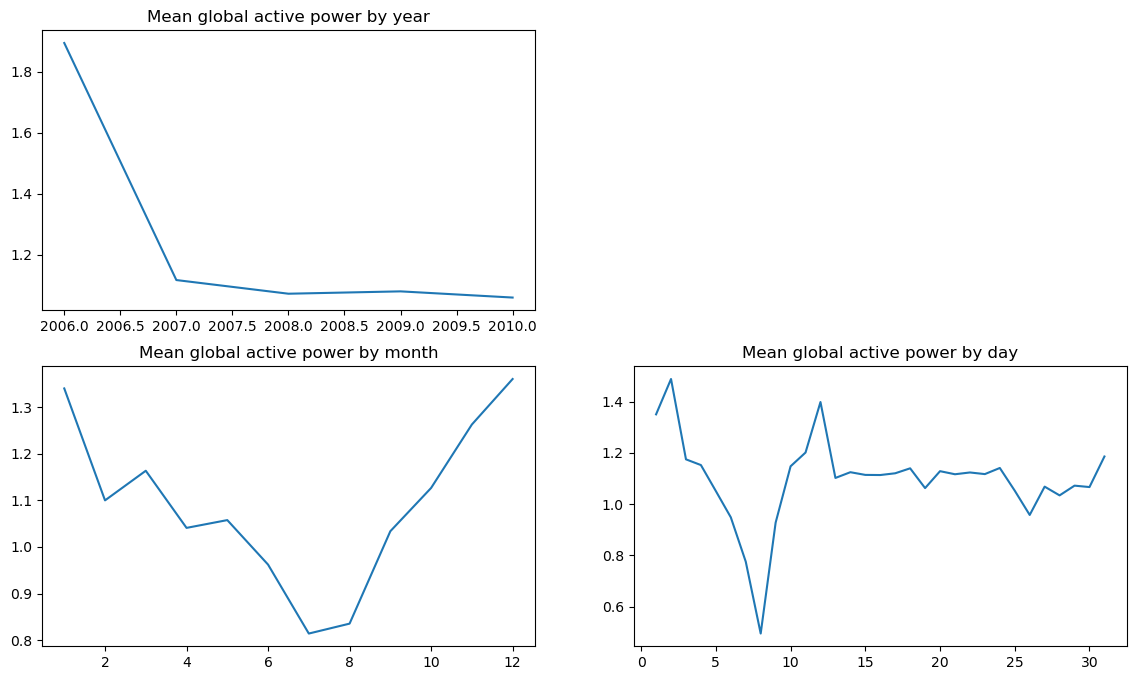 Mean global active power by year
1.8
1.6
1.4
1.2
2006.0 2006.5 2007.0 2007.5 2008.0 2008.5 2009.0 2009.5 2010.0
Mean global active power by month
1.3
1.2
1.1
1.0
0.9
0.8
2 4 6 8 10 12
Mean global active power by day
1.4
1.2
1.0
0.8
0.6
0 5 10 15 20 25 30